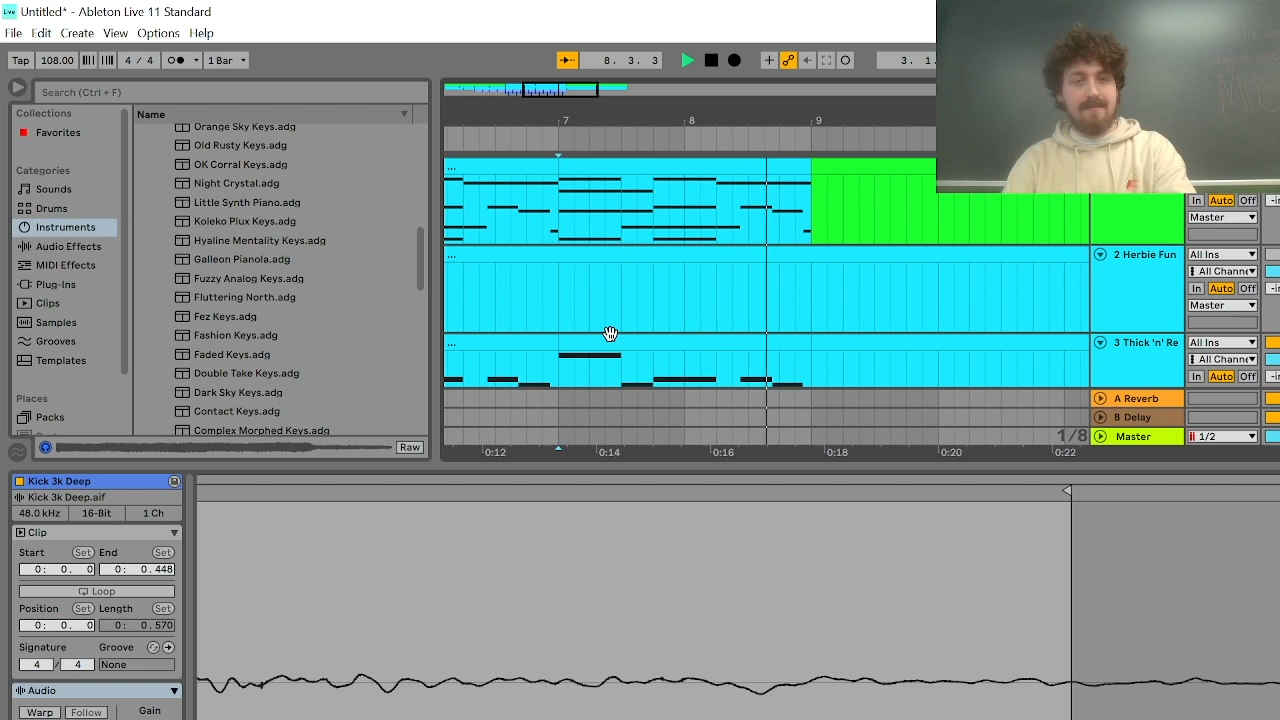 Live Untitled* - Ableton Live 11 Standard
File Edit Create View Options Help
Tap 108.00 4 / 4 1 Bar 8. 3. 3 3. 1.
Search (Ctrl + F)
Collections
Favorites
Categories
Sounds
Drums
Instruments
Audio Effects
MIDI Effects
Plug-Ins
Clips
Samples
Grooves
Templates
Places
Packs
Name
Orange Sky Keys.adg
Old Rusty Keys.adg
OK Corral Keys.adg
Night Crystal.adg
Little Synth Piano.adg
Koleko Plux Keys.adg
Hyaline Mentality Keys.adg
Galleon Pianola.adg
Fuzzy Analog Keys.adg
Fluttering North.adg
Fez Keys.adg
Fashion Keys.adg
Faded Keys.adg
Double Take Keys.adg
Dark Sky Keys.adg
Contact Keys.adg
Complex Morphed Keys.adg
Raw
7 8 9
...
In Auto Off
Master
...
2 Herbie Fun All Ins
All Channe
In Auto Off
Master
...
3 Thick 'n' Re All Ins
All Channe
In Auto Off
A Reverb
B Delay
1/8 Master 1/2
0:12 0:14 0:16 0:18 0:20 0:22
Kick 3k Deep
Kick 3k Deep.aif
48.0 kHz 16-Bit 1 Ch
Clip
Start Set End Set
0: 0. 0 0: 0.448
Loop
Position Set Length Set
0: 0. 0 0: 0.570
Signature Groove
4 / 4 None
Audio
Warp Follow Gain